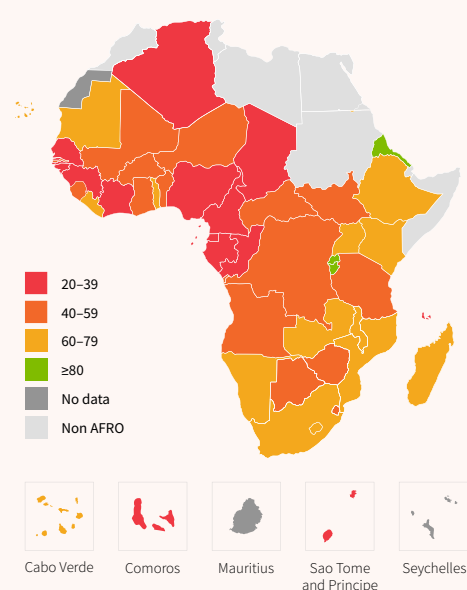 20–39
40–59
60–79
≥80
No data
Non AFRO
Cabo Verde
Comoros
Mauritius
Sao Tome
and Principe
Seychelles